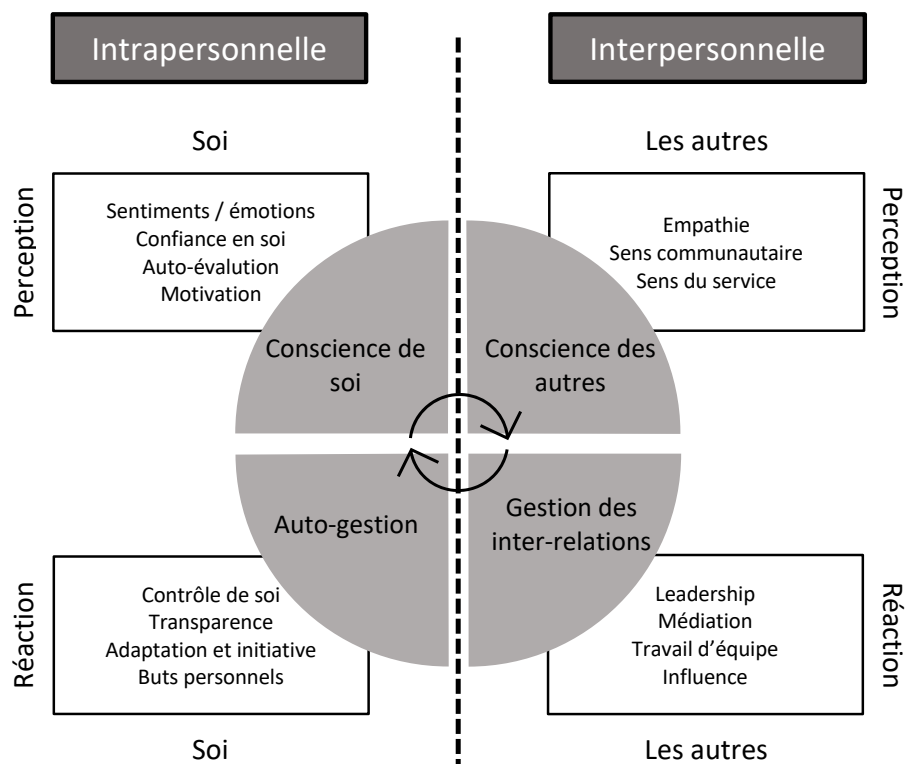 Intrapersonnelle
Interpersonnelle
Soi
Les autres
Perception
Sentiments / émotions
Confiance en soi
Auto-évalution
Motivation
Empathie
Sens communautaire
Sens du service
Perception
Conscience de
soi
Conscience des
autres
Auto-gestion
Gestion des
inter-relations
Réaction
Contrôle de soi
Transparence
Adaptation et initiative
Buts personnels
Leadership
Médiation
Travail d'équipe
Influence
Réaction
Soi
Les autres